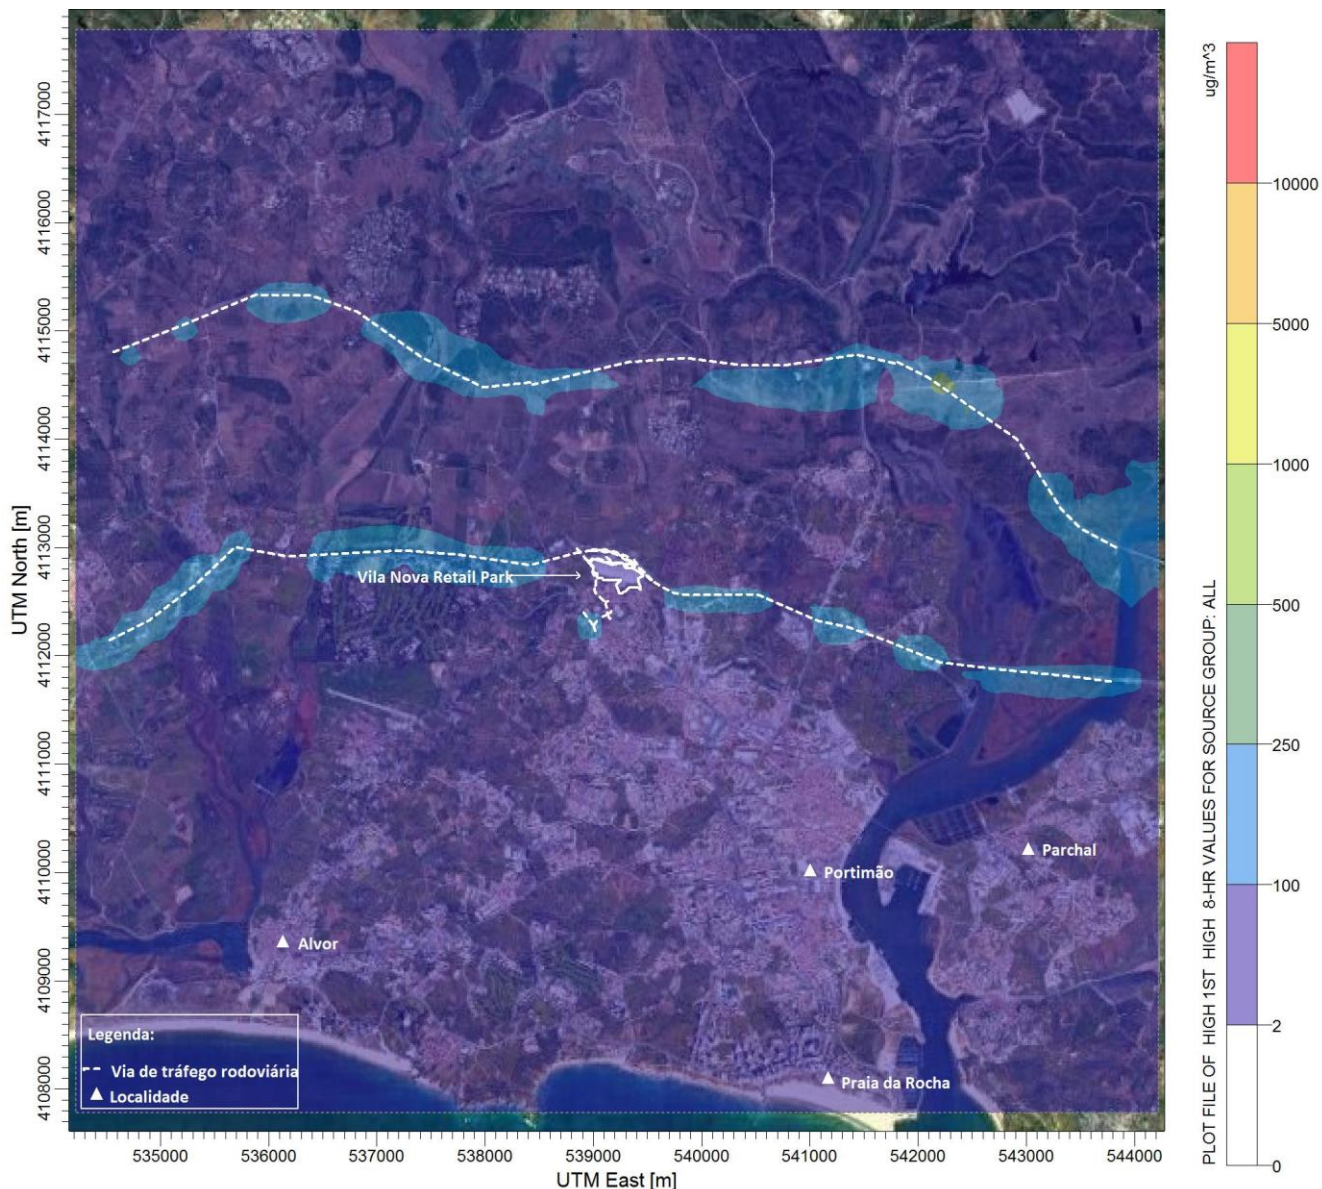 4117000
4116000
4115000
4114000
4113000
4112000
4111000
4110000
4109000
4108000
UTM North [m]
Vila Nova Retail Park
Parchal
Portimão
Alvor
Praia da Rocha
Legenda:
Via de tráfego rodoviária
Localidade
535000 536000 537000 538000 539000 540000 541000 542000 543000 544000
UTM East [m]
ug/m^3
10000
5000
1000
500
250
100
2
0
PLOT FILE OF HIGH 1ST HIGH 8-HR VALUES FOR SOURCE GROUP: ALL